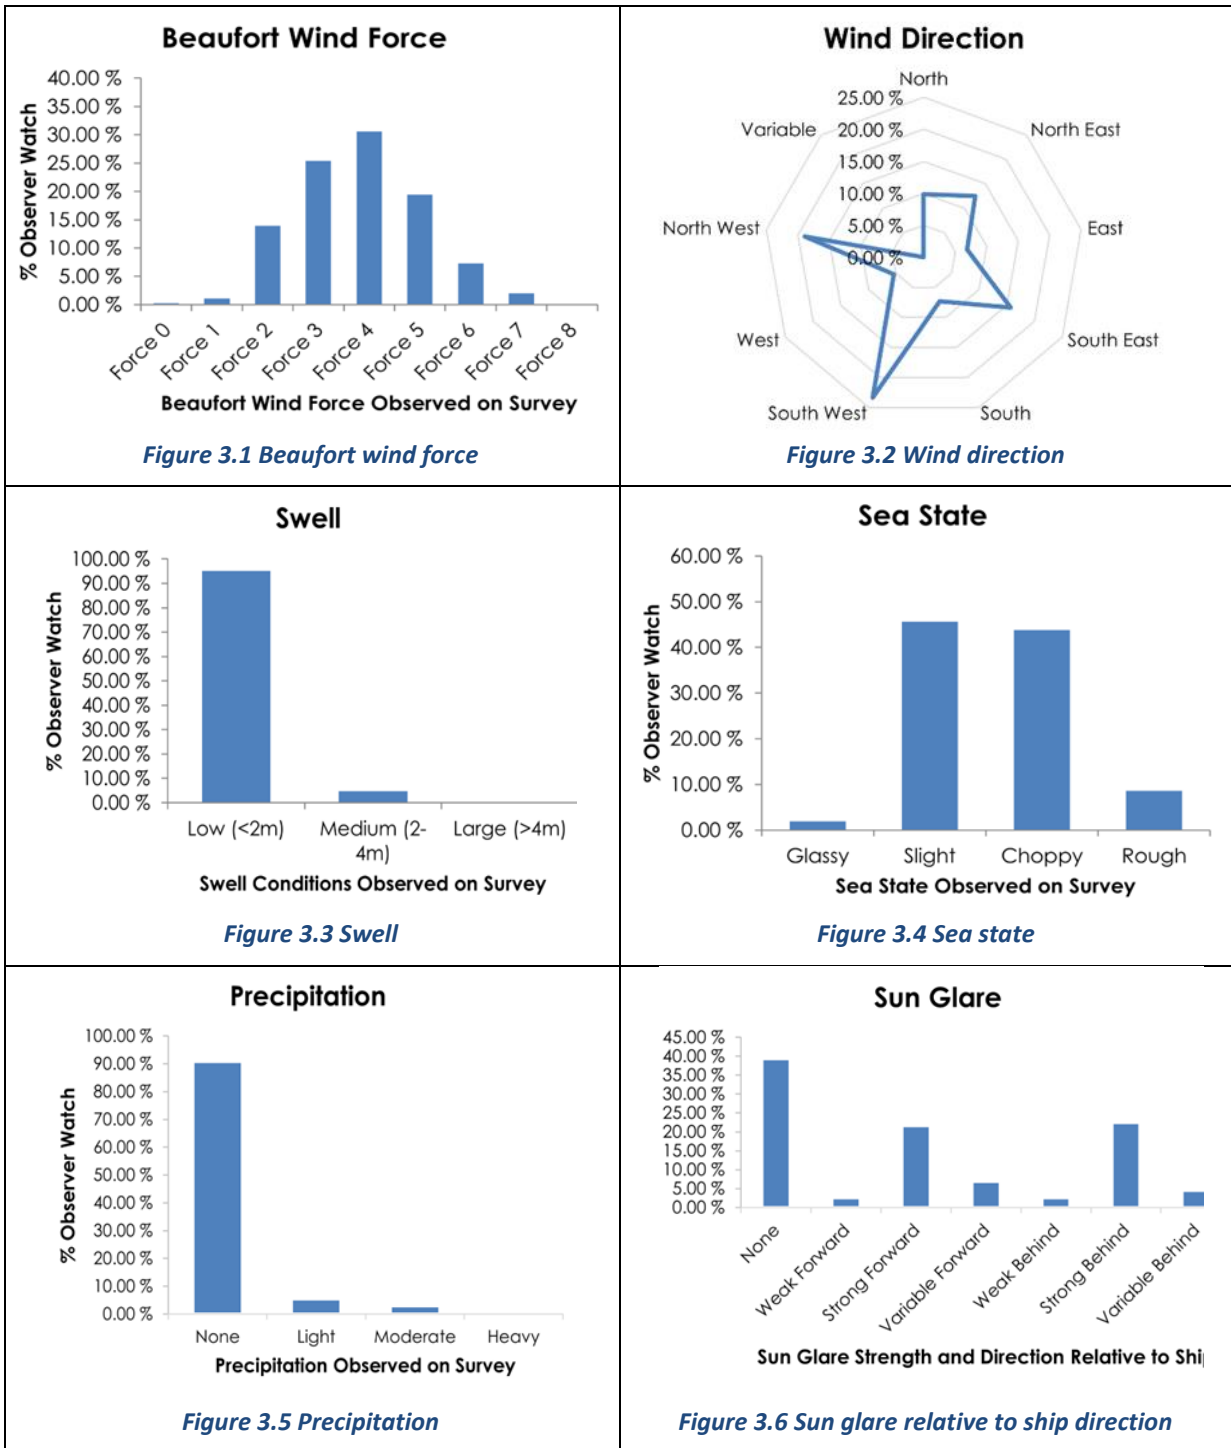 Beaufort Wind Force
40.00 %
35.00 %
30.00 %
25.00 %
20.00 %
15.00 %
10.00 %
5.00 %
0.00 %
% Observer Watch
Force 0
Force 1
Force 2
Force 3
Force 4
Force 5
Force 6
Force 7
Force 8
Beaufort Wind Force Observed on Survey
Figure 3.1 Beaufort wind force
Wind Direction
North
25.00 %
20.00 %
15.00 %
10.00 %
5.00 %
0.00 %
North East
East
South East
South
South West
West
North West
Variable
Figure 3.2 Wind direction
Swell
100.00 %
90.00 %
80.00 %
70.00 %
60.00 %
50.00 %
40.00 %
30.00 %
20.00 %
10.00 %
0.00 %
% Observer Watch
Low (<2m)
Medium (2-
4m)
Large (>4m)
Swell Conditions Observed on Survey
Figure 3.3 Swell
Sea State
60.00 %
50.00 %
40.00 %
30.00 %
20.00 %
10.00 %
0.00 %
% Observer Watch
Glassy
Slight
Choppy
Rough
Sea State Observed on Survey
Figure 3.4 Sea state
Precipitation
100.00 %
90.00 %
80.00 %
70.00 %
60.00 %
50.00 %
40.00 %
30.00 %
20.00 %
10.00 %
0.00 %
% Observer Watch
None
Light
Moderate
Heavy
Precipitation Observed on Survey
Figure 3.5 Precipitation
Sun Glare
45.00 %
40.00 %
35.00 %
30.00 %
25.00 %
20.00 %
15.00 %
10.00 %
5.00 %
0.00 %
None
Weak Forward
Strong Forward
Variable Forward
Weak Behind
Strong Behind
Variable Behind
Sun Glare Strength and Direction Relative to
Figure 3.6 Sun glare relative to ship direction